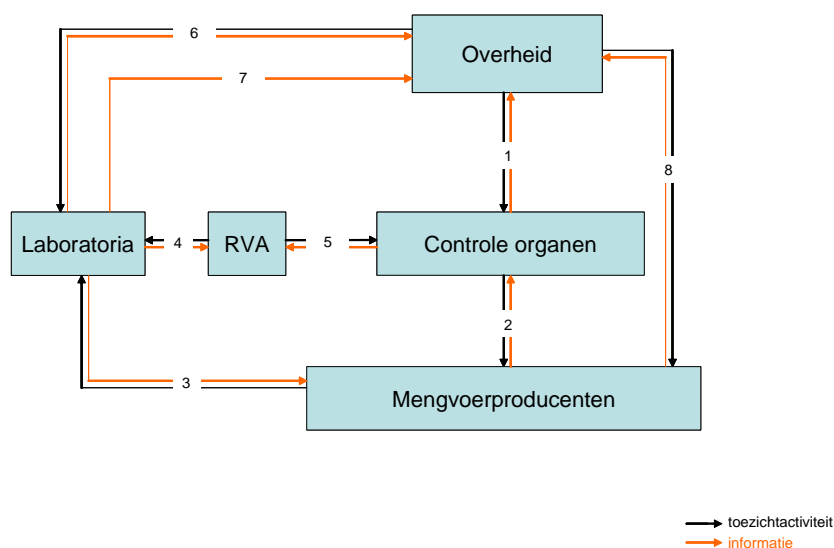 6
Overheid
7
1
8
Laboratoria
4
RVA
5
Controle organen
2
3
Mengvoerproducenten
toezichtactiviteit
informatie